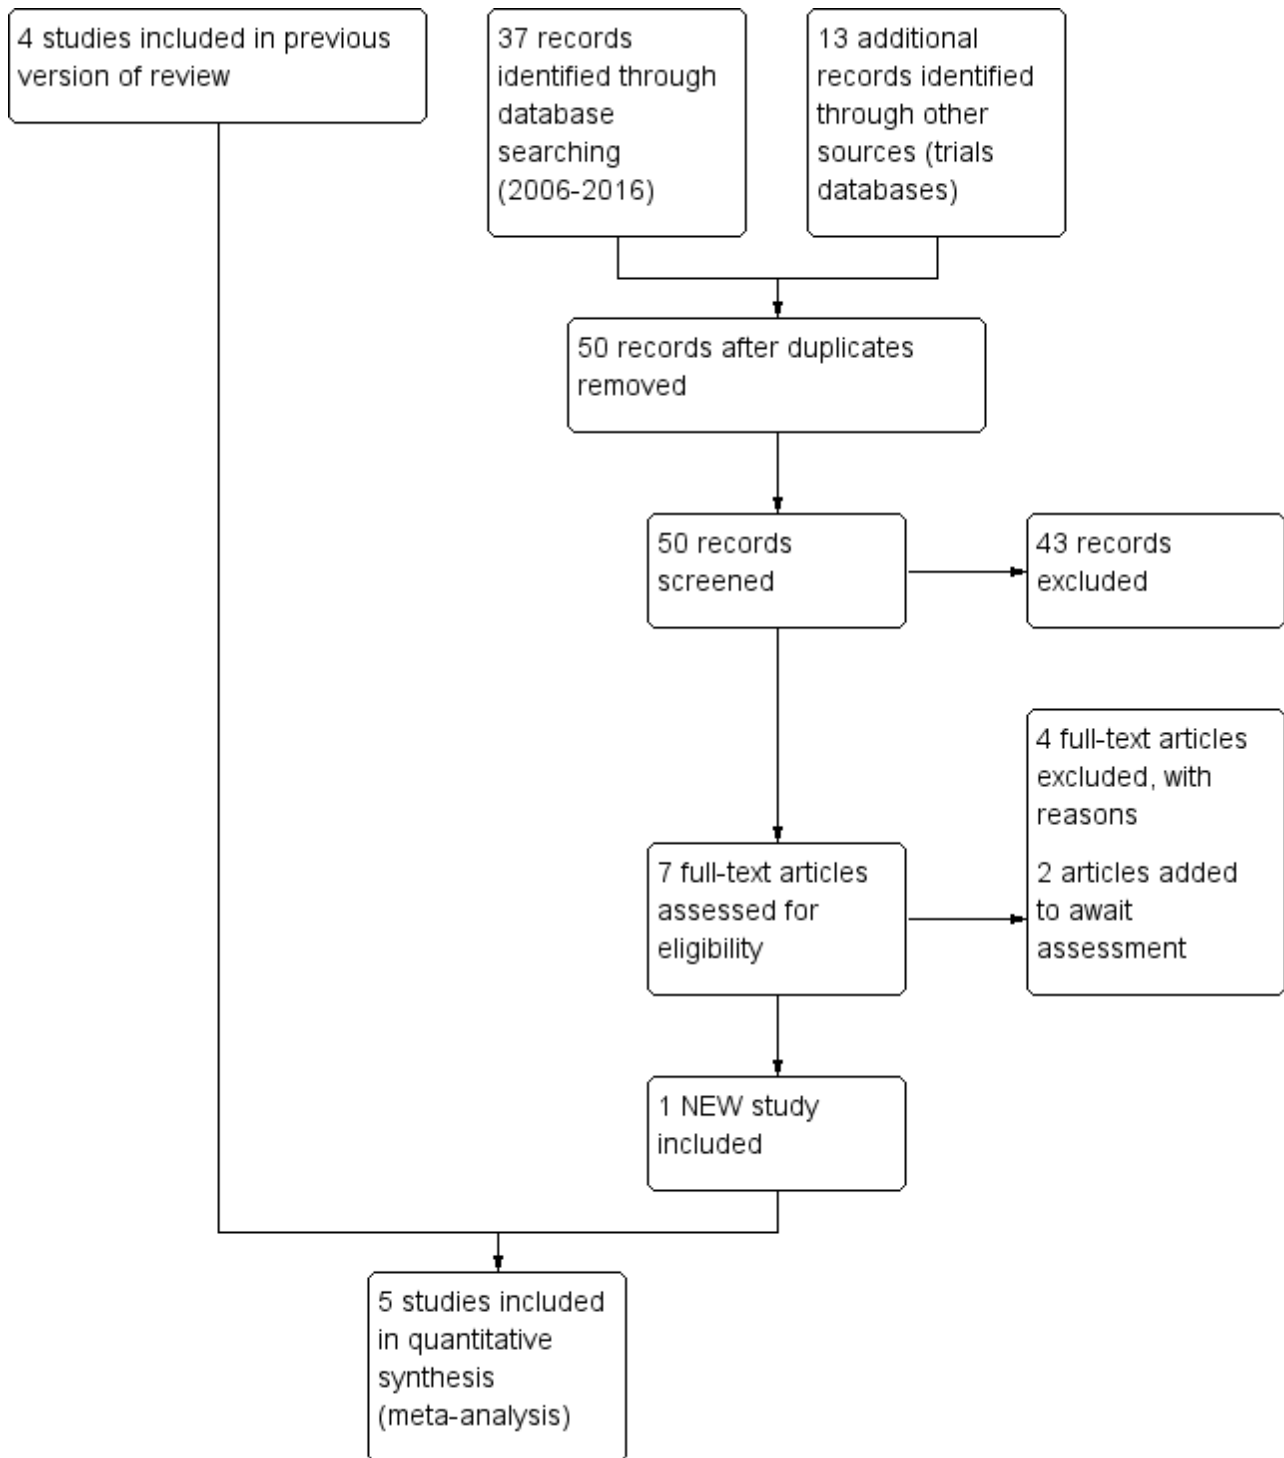 4 studies included in previous
version of review
37 records
identified through
database
searching
(2006-2016)
13 additional
records identified
through other
sources (trials
databases)
50 records after duplicates
removed
50 records
screened
43 records
excluded
4 full-text articles
excluded, with
reasons
2 articles added
to await
assessment
7 full-text articles
assessed for
eligibility
1 NEW study
included
5 studies included
in quantitative
synthesis
(meta-analysis)